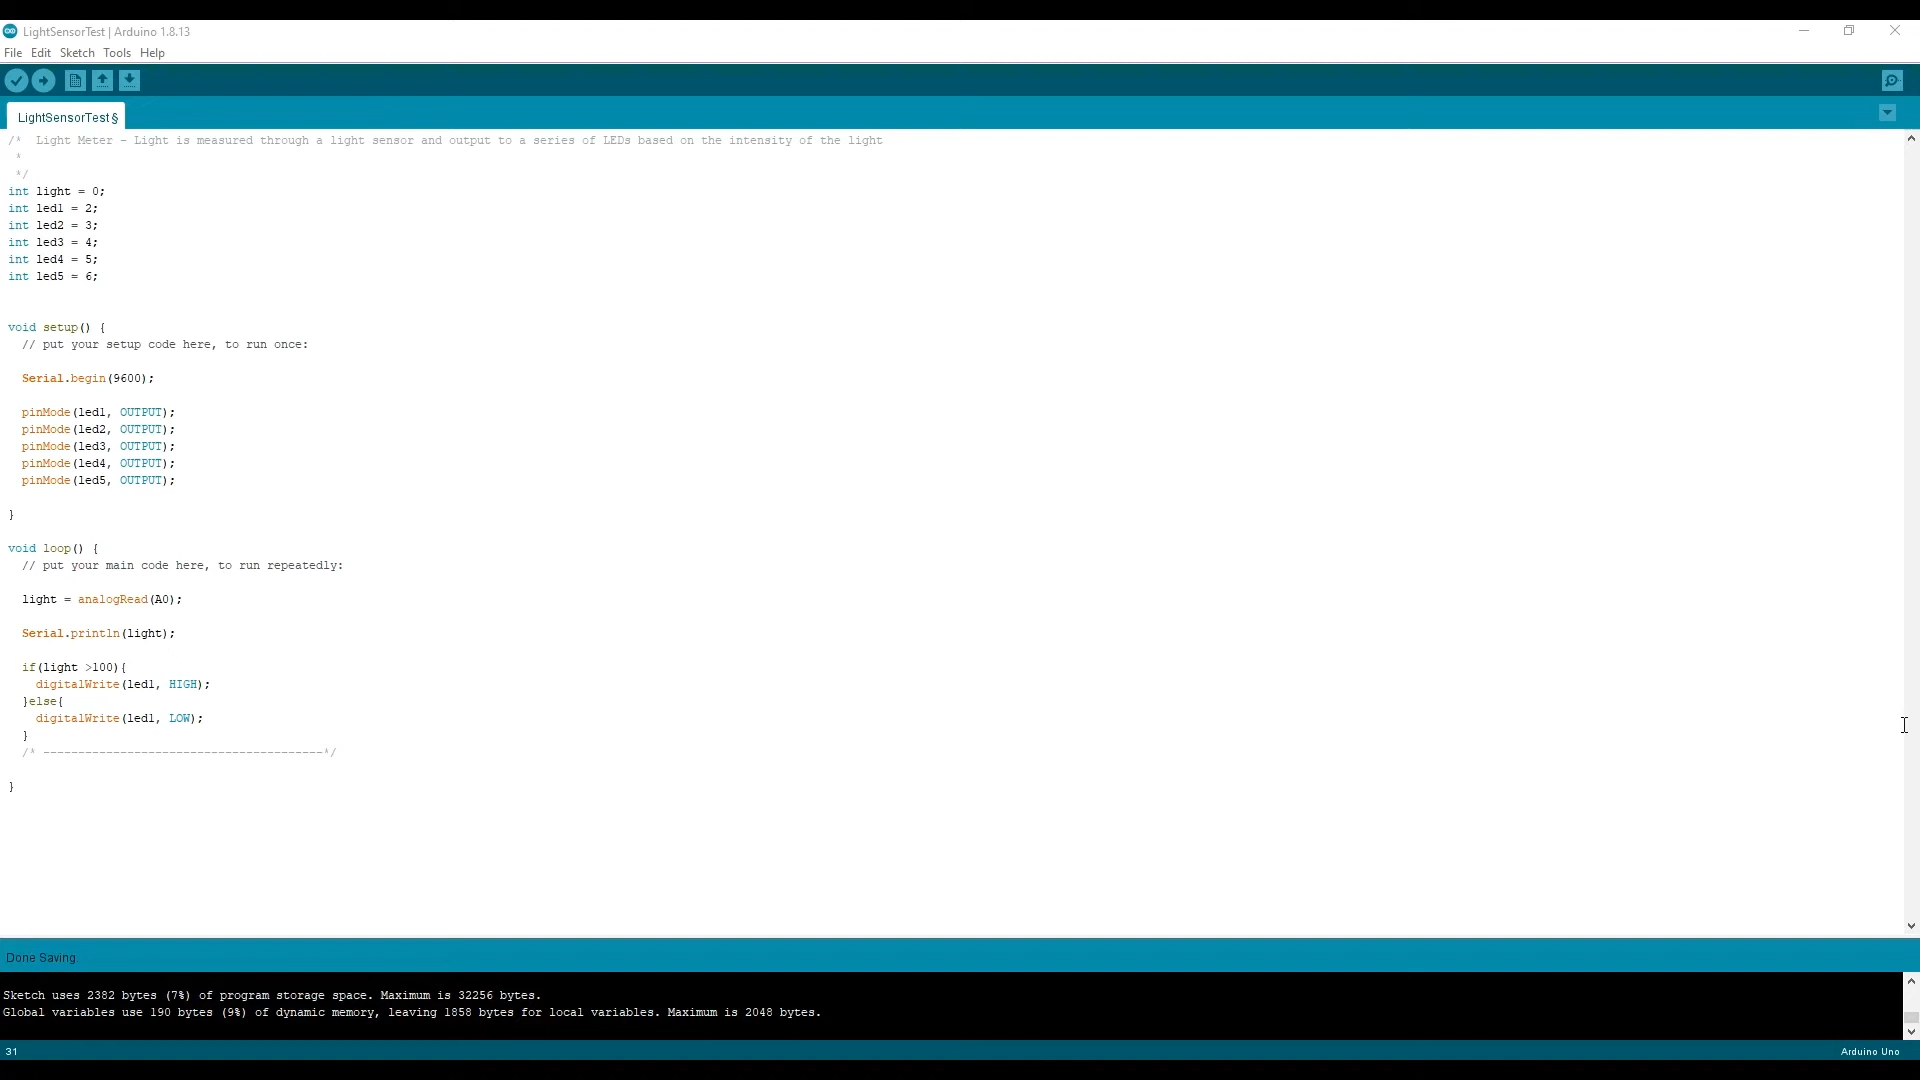 LightSensorTest | Arduino 1.8.13
File Edit Sketch Tools Help
LightSensorTest§
/*  Light Meter - Light is measured through a light sensor and output to a series of LEDs based on the intensity of the light
 *
 */
int light = 0;
int led1 = 2;
int led2 = 3;
int led3 = 4;
int led4 = 5;
int led5 = 6;
void setup() {
  // put your setup code here, to run once:
  Serial.begin(9600);
  pinMode(led1, OUTPUT);
  pinMode(led2, OUTPUT);
  pinMode(led3, OUTPUT);
  pinMode(led4, OUTPUT);
  pinMode(led5, OUTPUT);
}
void loop() {
  // put your main code here, to run repeatedly:
  light = analogRead(A0);
  Serial.println(light);
  if(light >100){
    digitalWrite(led1, HIGH);
  }else{
    digitalWrite(led1, LOW);
  }
  /* ----------------------------------------*/
}
Done Saving.
Sketch uses 2382 bytes (7%) of program storage space. Maximum is 32256 bytes.
Global variables use 190 bytes (9%) of dynamic memory, leaving 1858 bytes for local variables. Maximum is 2048 bytes.
31
Arduino Uno